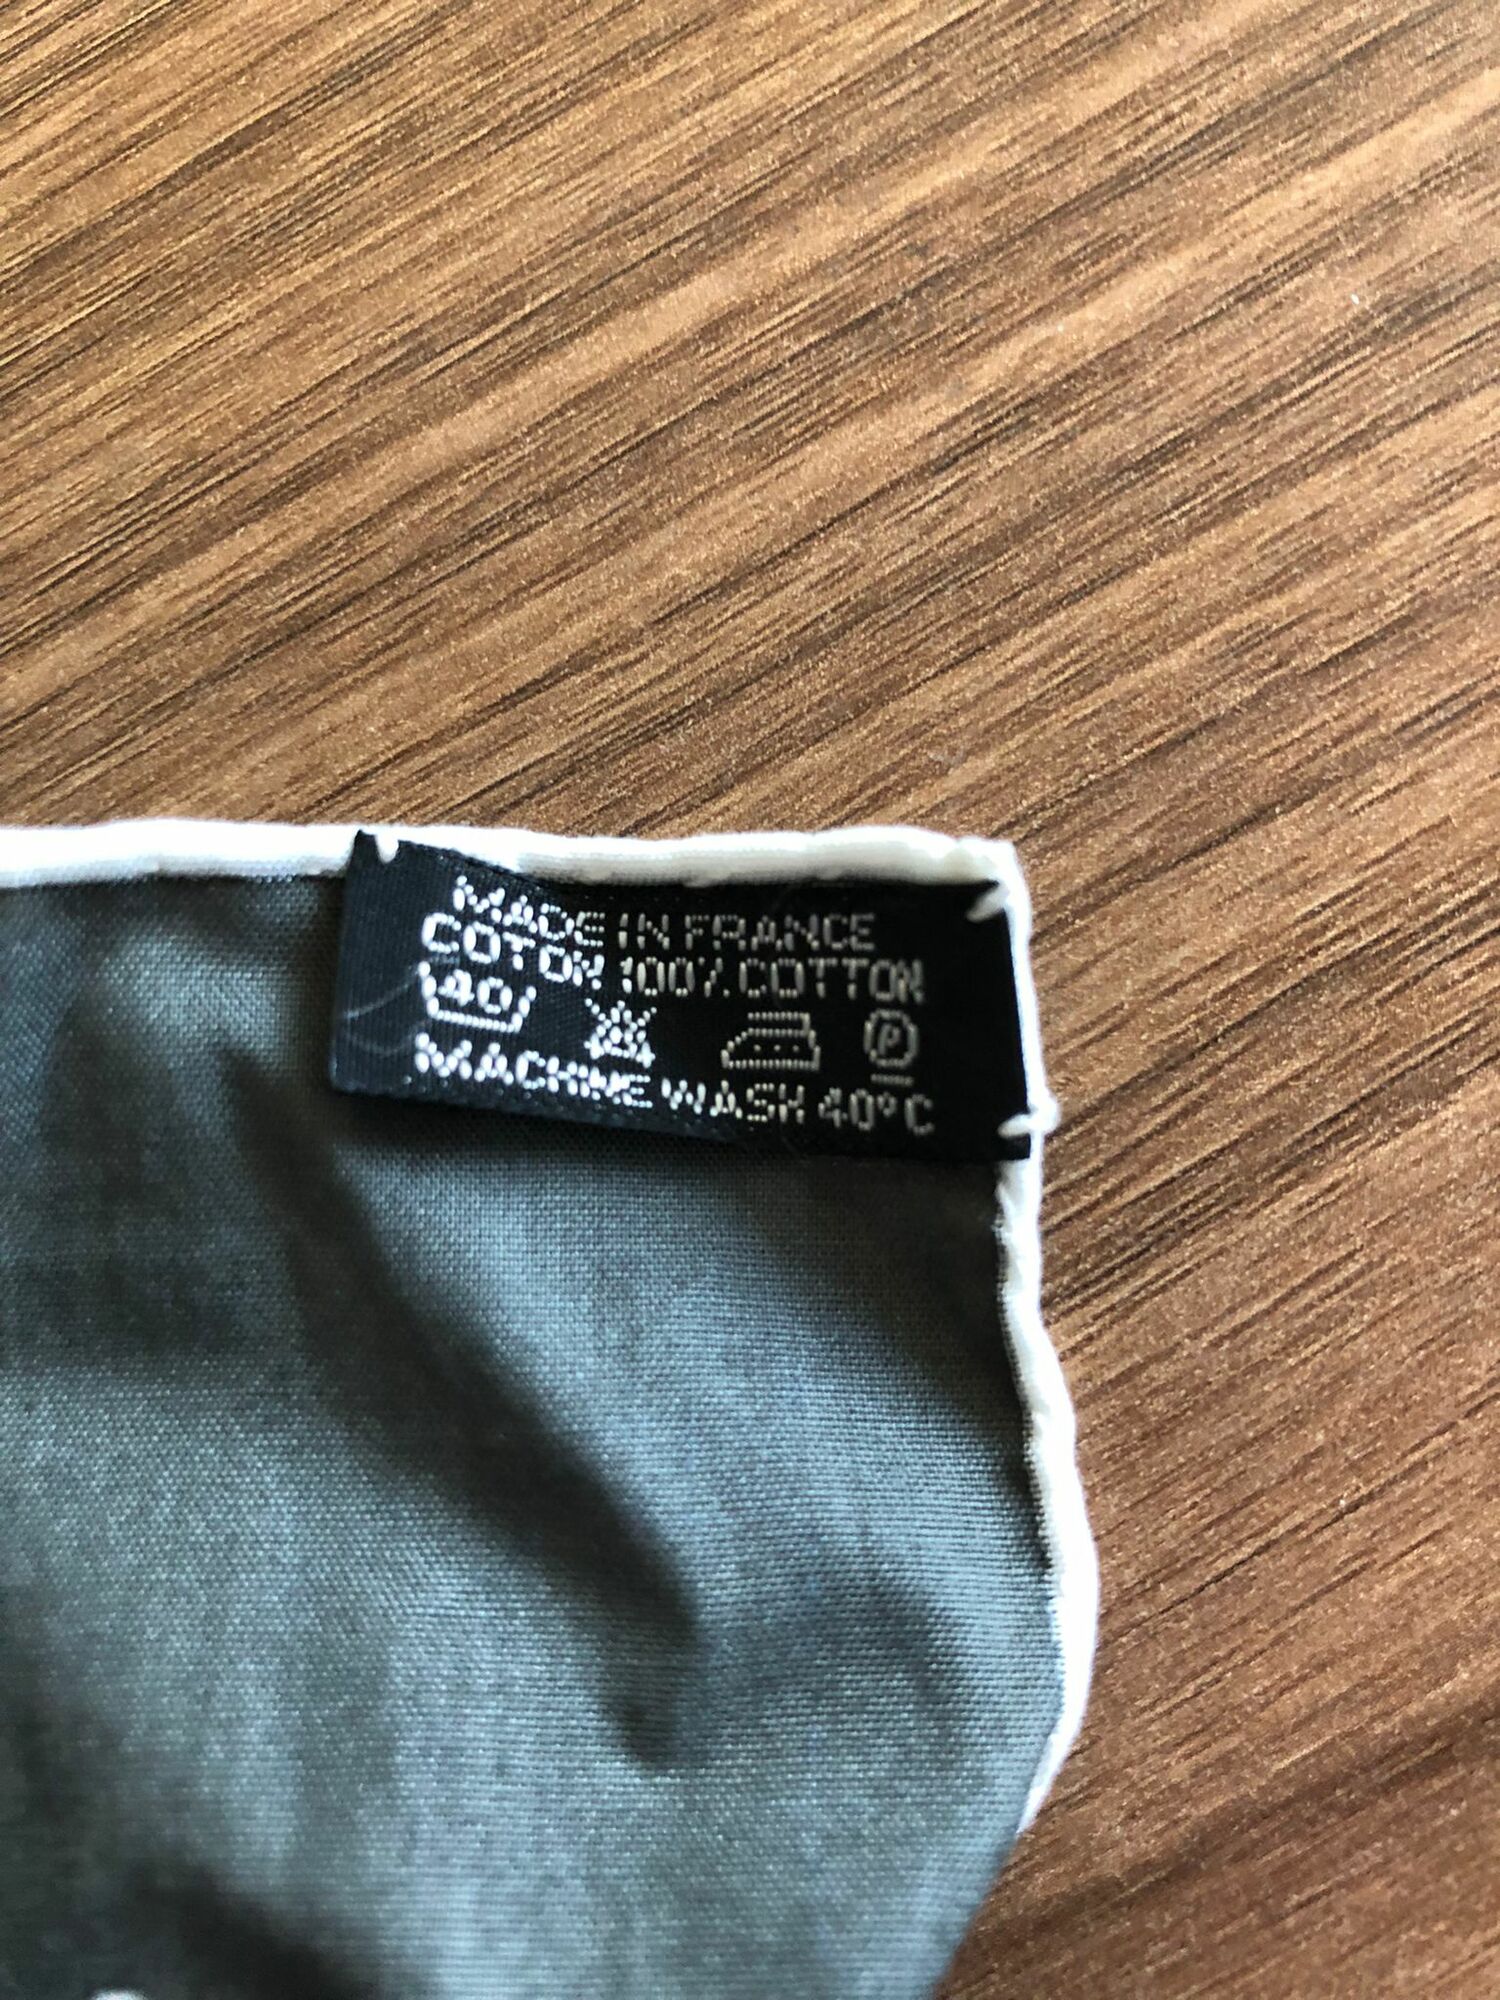 MADE IN FRANCE
COTON 100% COTTON
40 P
MACHINE WASH 40°C